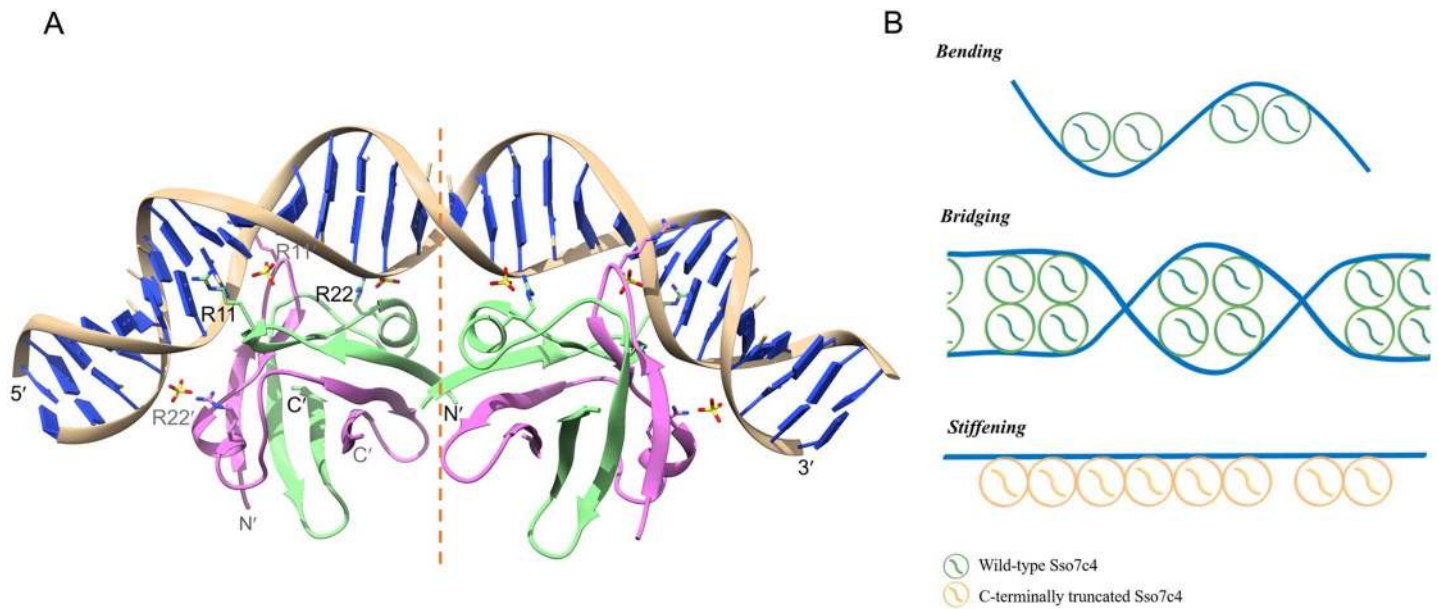 A
B
Bending
Bridging
Stiffening
R11'
R11
R22
5′
R22′
C′
N′
C′
3′
N′
Wild-type Sso7c4
C-terminally truncated Sso7c4